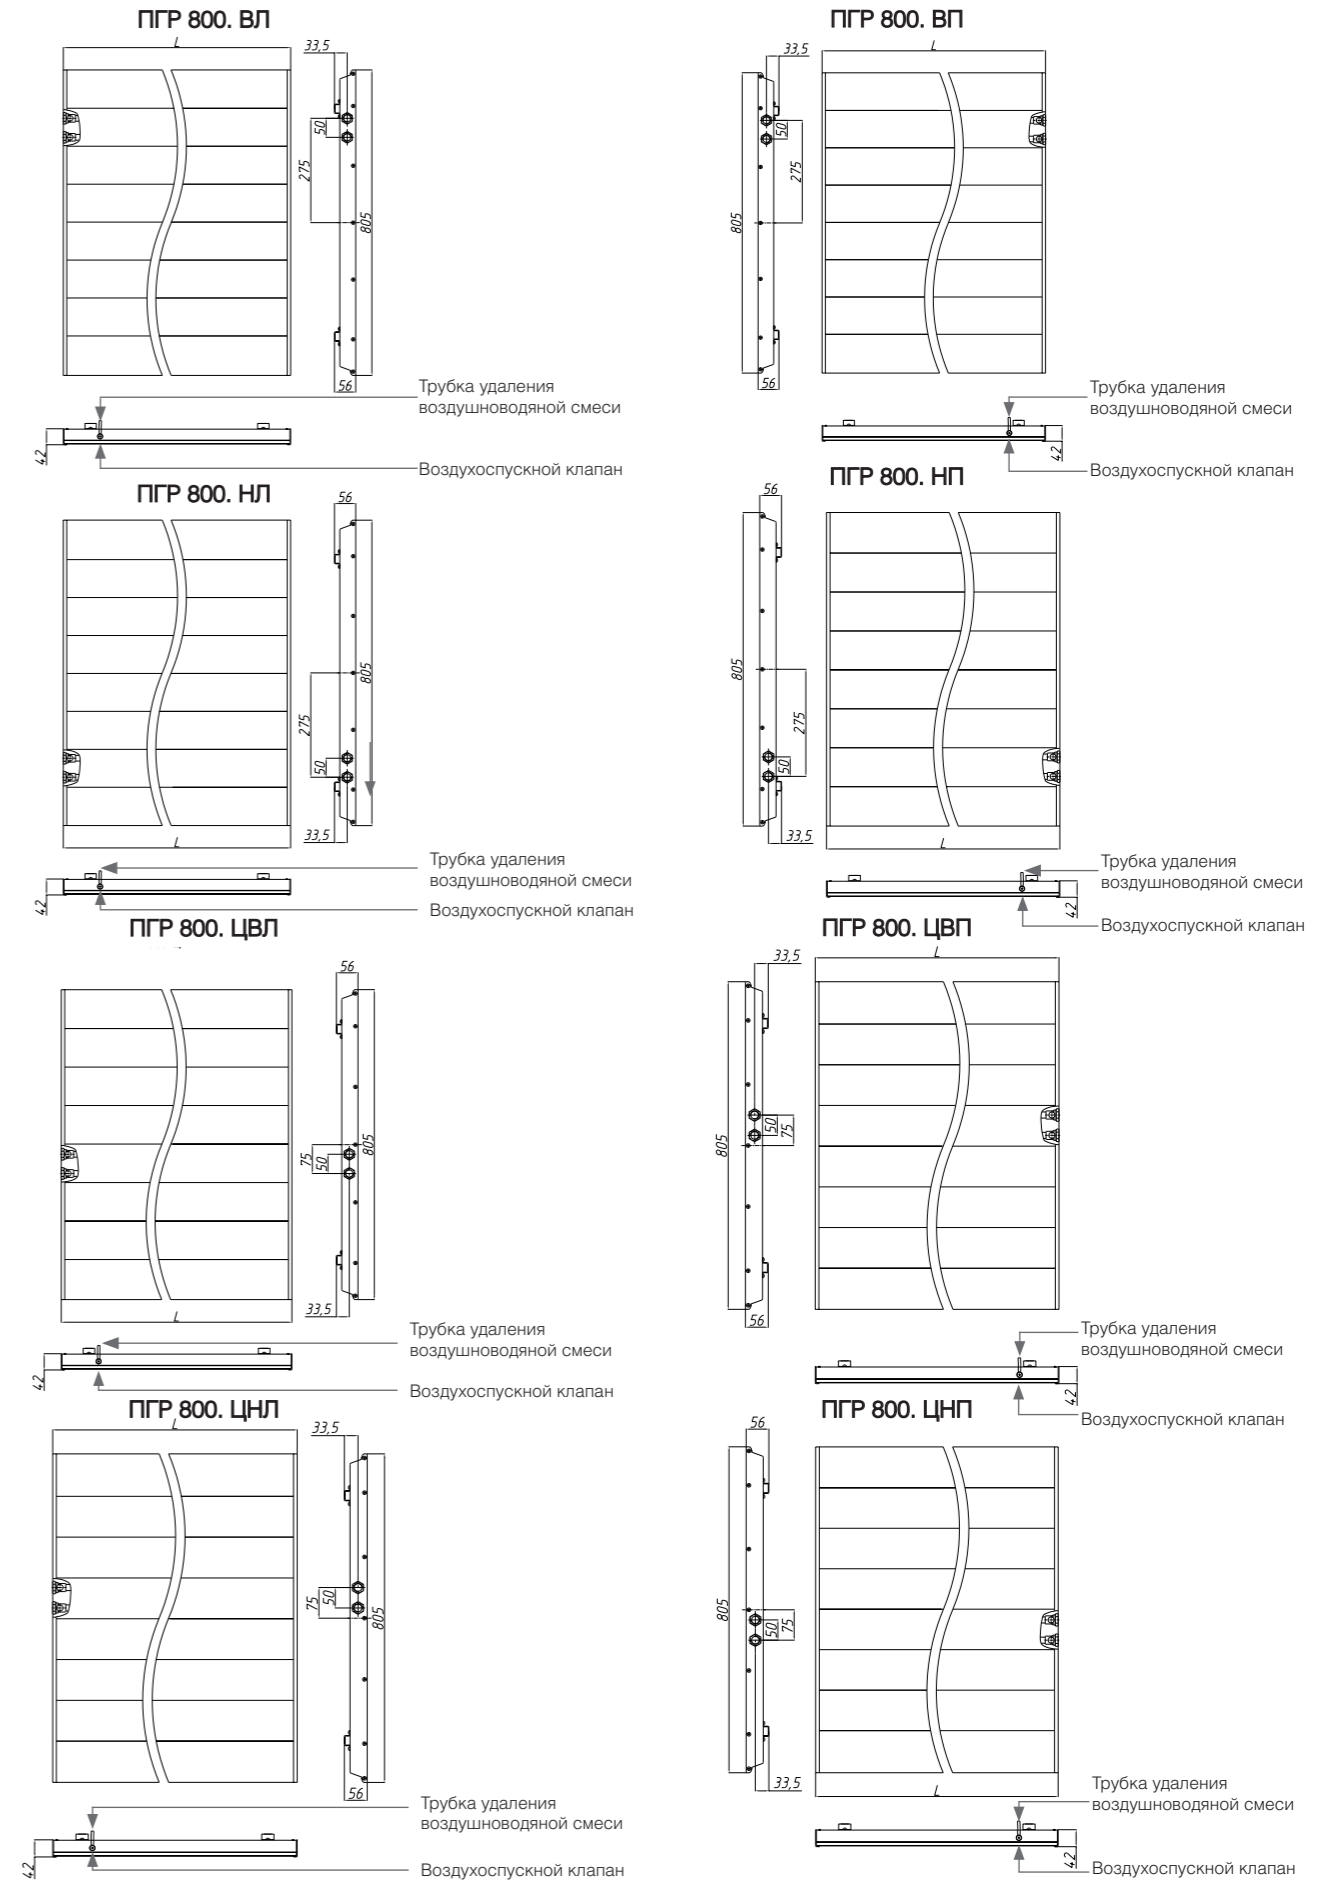 ПГР 800. ВЛ
L
33,5
50
275
805
56
42
Трубка удаления
воздушноводяной смеси
Воздухоспускной клапан
ПГР 800. ВП
33,5
L
50
275
805
56
42
Трубка удаления
воздушноводяной смеси
Воздухоспускной клапан
ПГР 800. НЛ
56
805
275
50
33,5
L
42
Трубка удаления
воздушноводяной смеси
Воздухоспускной клапан
ПГР 800. НП
56
805
275
50
33,5
L
42
Трубка удаления
воздушноводяной смеси
Воздухоспускной клапан
ПГР 800. ЦВЛ
56
805
75
50
33,5
L
42
Трубка удаления
воздушноводяной смеси
Воздухоспускной клапан
ПГР 800. ЦВП
33,5
L
50
75
805
56
42
Трубка удаления
воздушноводяной смеси
Воздухоспускной клапан
ПГР 800. ЦНЛ
L
33,5
75
50
805
56
42
Трубка удаления
воздушноводяной смеси
Воздухоспускной клапан
ПГР 800. ЦНП
56
805
50
75
33,5
L
42
Трубка удаления
воздушноводяной смеси
Воздухоспускной клапан